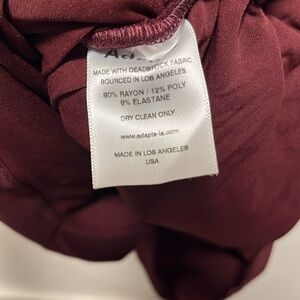 MADE WITH DEADSTOCK FABRIC
SOURCED IN LOS ANGELES
80% RAYON / 12% POLY
8% ELASTANE
DRY CLEAN ONLY
www.adapta-la.com
MADE IN LOS ANGELES
USA